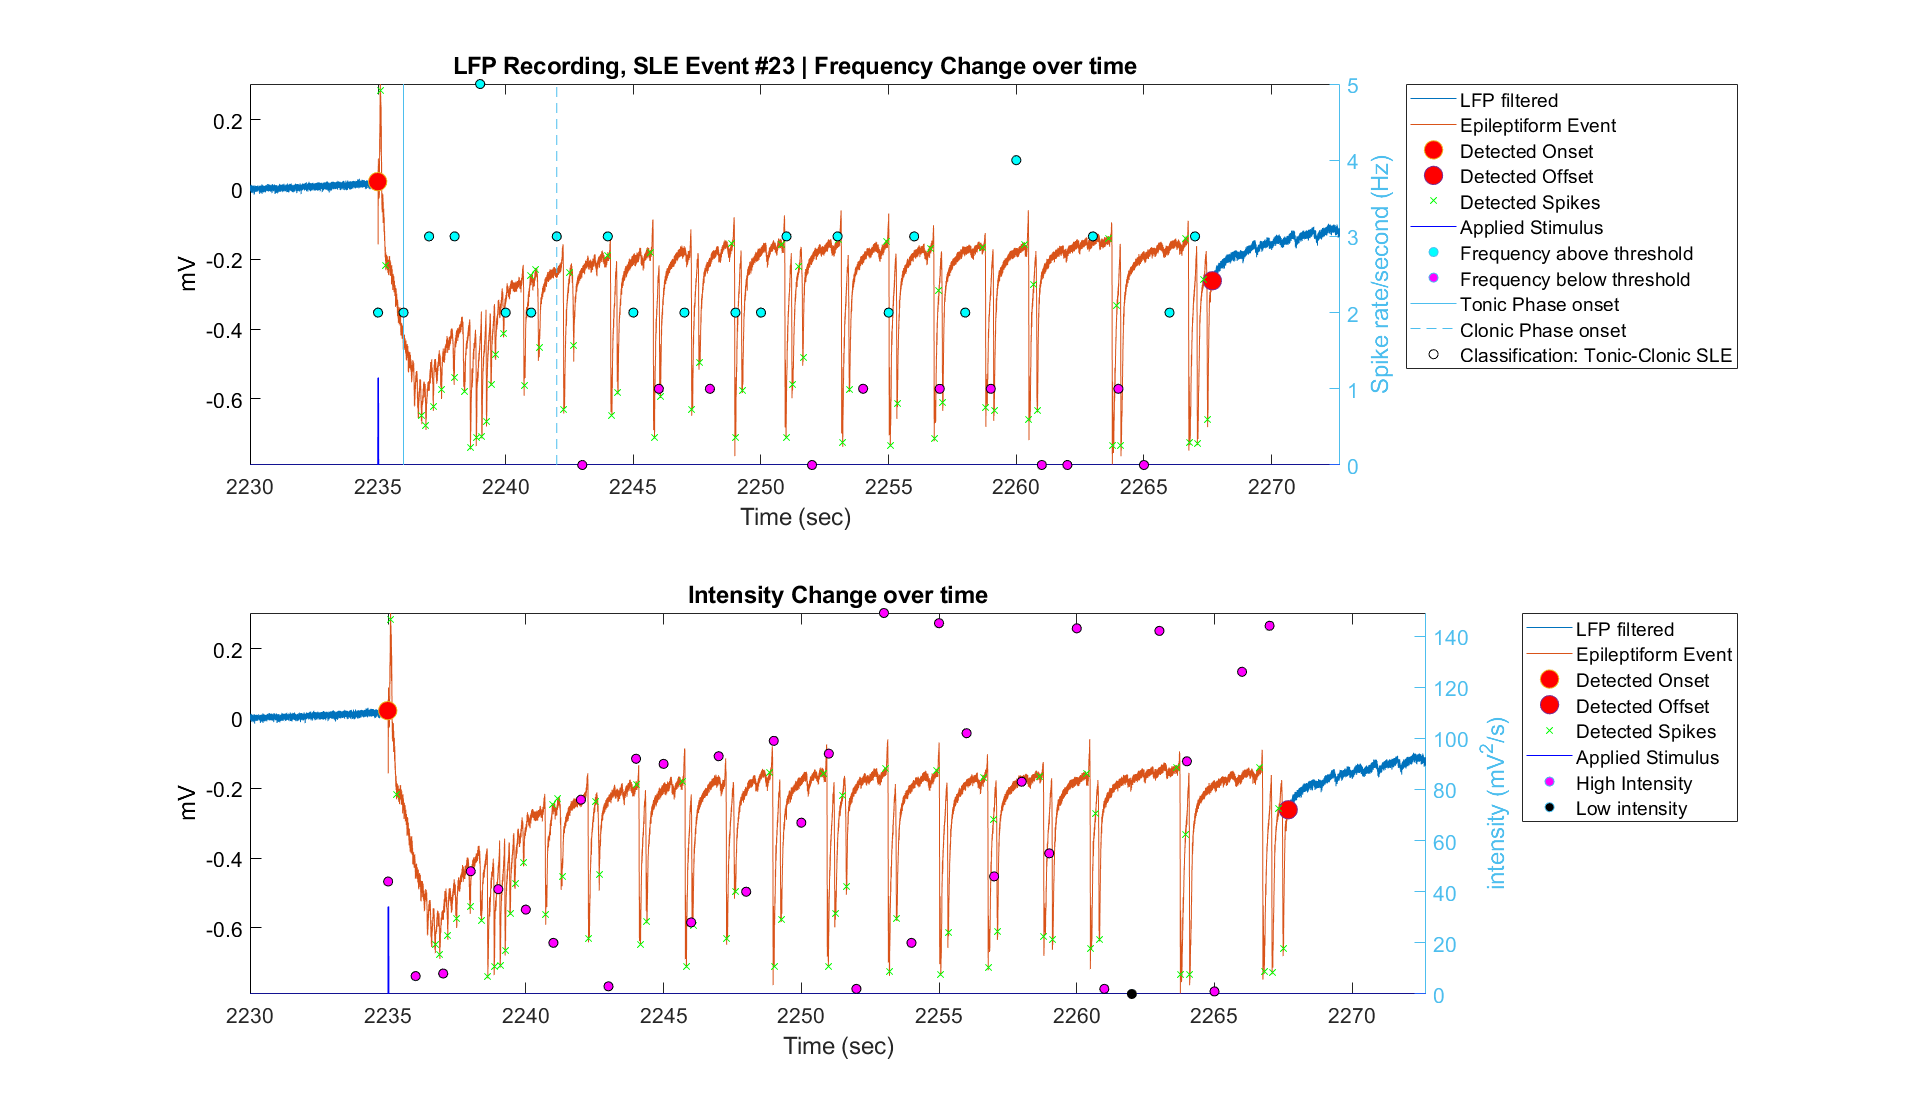 LFP Recording, SLE Event #23 | Frequency Change over time
0.2
0
-0.2
-0.4
-0.6
mV
2230 2235 2240 2245 2250 2255 2260 2265 2270
Time (sec)
5
4
3
2
1
0
Spike rate/second (Hz)
LFP filtered
Epileptiform Event
Detected Onset
Detected Offset
Detected Spikes
Applied Stimulus
Frequency above threshold
Frequency below threshold
Tonic Phase onset
Clonic Phase onset
Classification: Tonic-Clonic SLE
Intensity Change over time
0.2
0
-0.2
-0.4
-0.6
mV
2230 2235 2240 2245 2250 2255 2260 2265 2270
Time (sec)
140
120
100
80
60
40
20
0
intensity (mV²/s)
LFP filtered
Epileptiform Event
Detected Onset
Detected Offset
Detected Spikes
Applied Stimulus
High Intensity
Low intensity